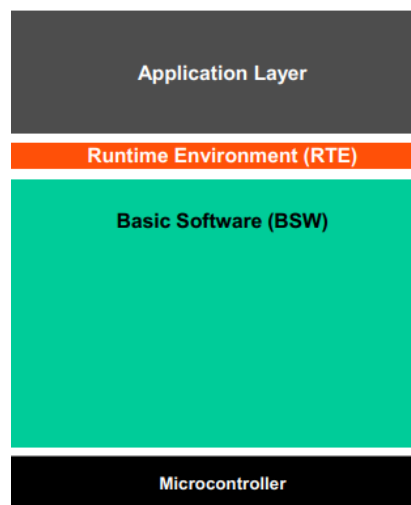 Application Layer
Runtime Environment (RTE)
Basic Software (BSW)
Microcontroller